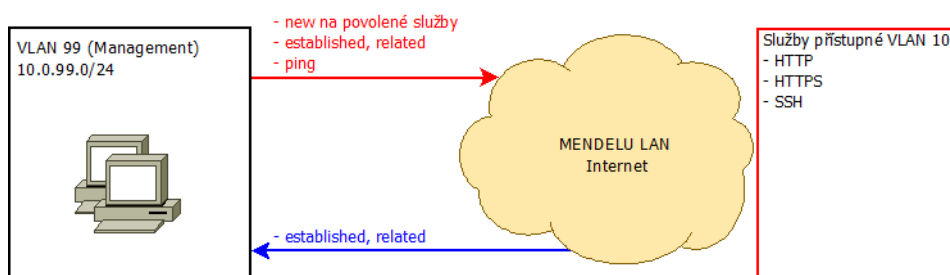 VLAN 99 (Management)
10.0.99.0/24
- new na povolené služby
- established, related
- ping
MENDELU LAN
Internet
- established, related
Služby přístupné VLAN 10
- HTTP
- HTTPS
- SSH